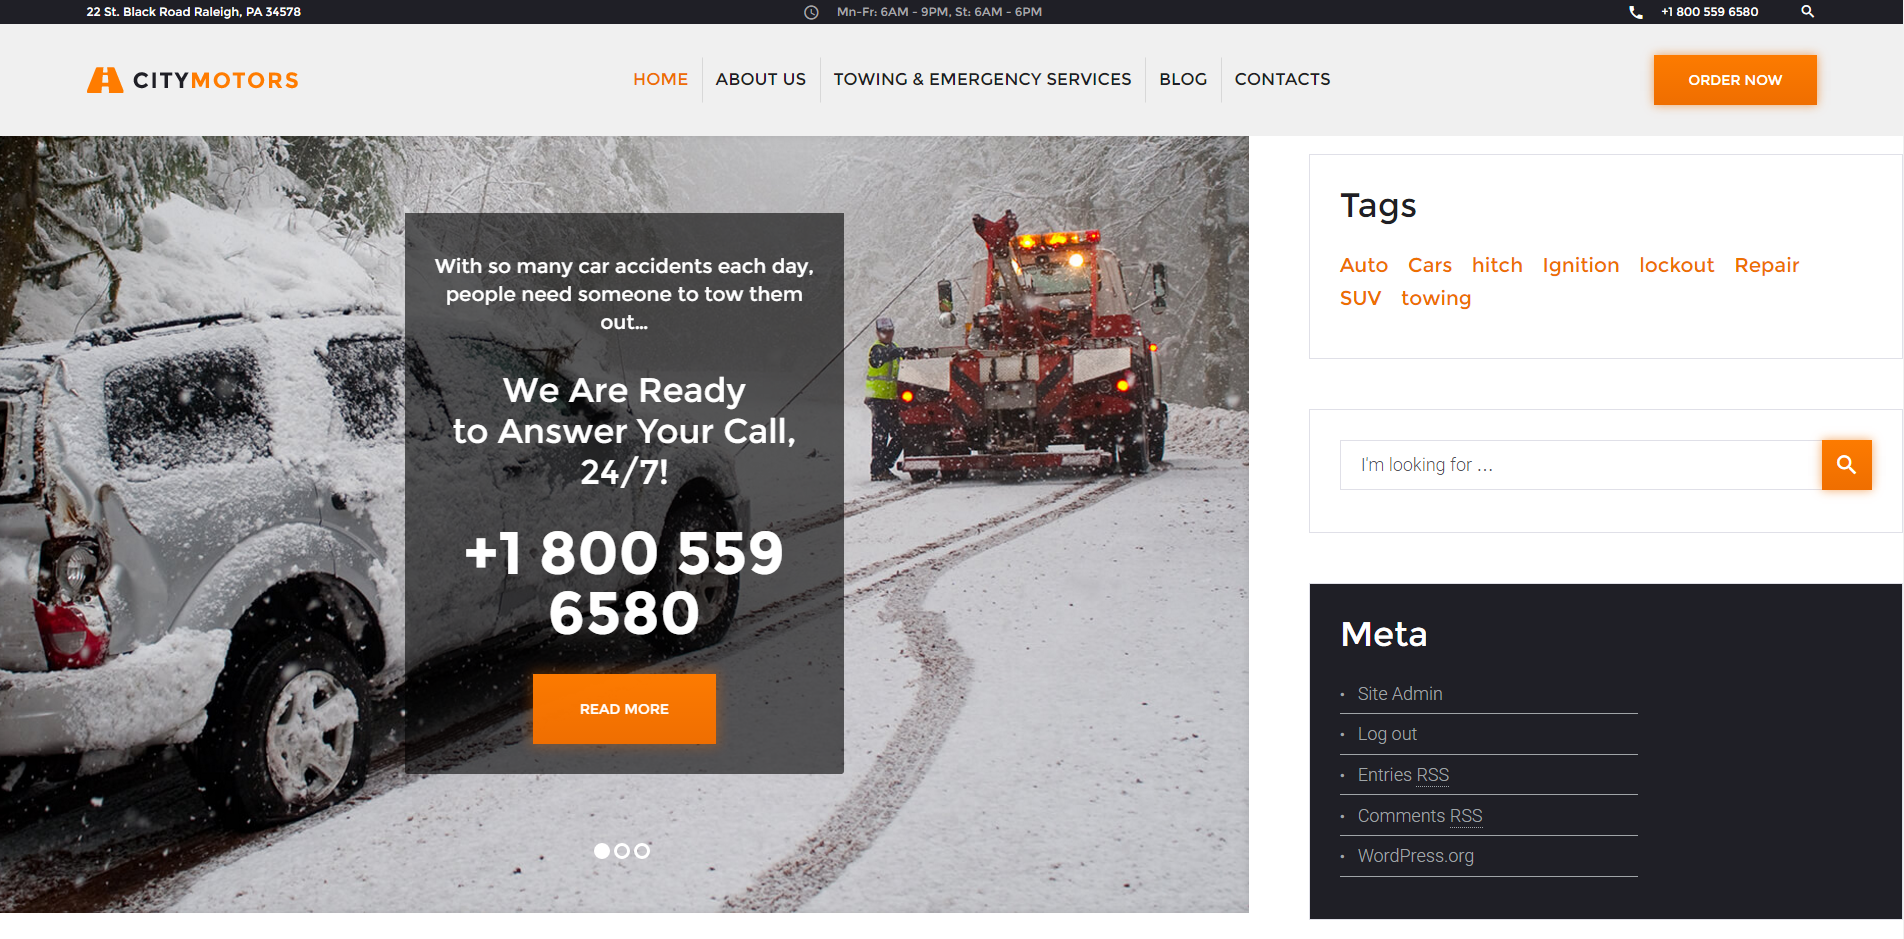 22 St. Black Road Raleigh, PA 34578
Mn-Fr: 6AM - 9PM, St: 6AM - 6PM
+1 800 559 6580
CITYMOTORS
HOME
ABOUT US
TOWING & EMERGENCY SERVICES
BLOG
CONTACTS
ORDER NOW
With so many car accidents each day,
people need someone to tow them
out...
We Are Ready
to Answer Your Call,
24/7!
+1 800 559
6580
READ MORE
Tags
Auto Cars hitch Ignition lockout Repair
SUV towing
I'm looking for ...
Meta
Site Admin
Log out
Entries RSS
Comments RSS
WordPress.org